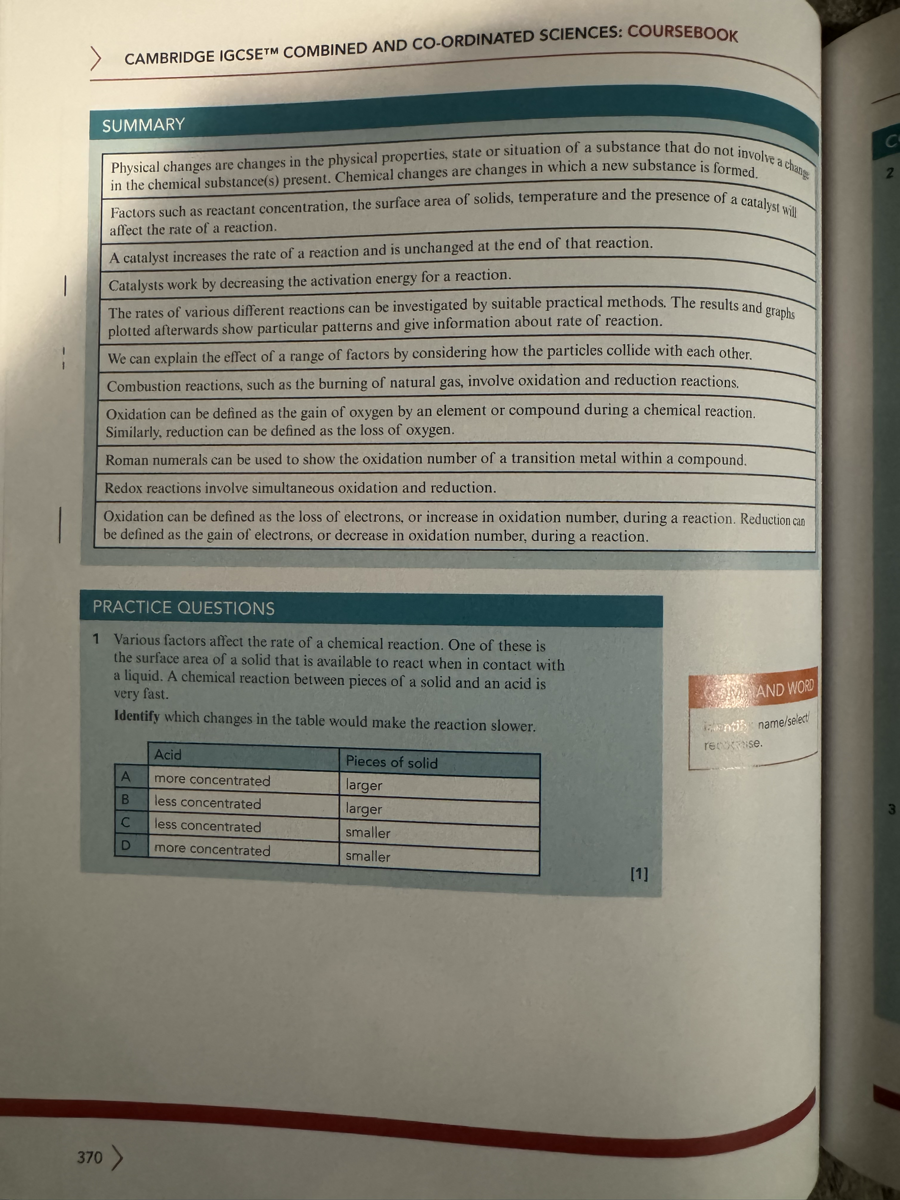 CAMBRIDGE IGCSE™ COMBINED AND CO-ORDINATED SCIENCES: COURSEBOOK
SUMMARY
Physical changes are changes in the physical properties, state or situation of a substance that do not involve a change
in the chemical substance(s) present. Chemical changes are changes in which a new substance is formed.
Factors such as reactant concentration, the surface area of solids, temperature and the presence of a catalyst will
affect the rate of a reaction.
A catalyst increases the rate of a reaction and is unchanged at the end of that reaction.
Catalysts work by decreasing the activation energy for a reaction.
The rates of various different reactions can be investigated by suitable practical methods. The results and graphs
plotted afterwards show particular patterns and give information about rate of reaction.
We can explain the effect of a range of factors by considering how the particles collide with each other.
Combustion reactions, such as the burning of natural gas, involve oxidation and reduction reactions.
Oxidation can be defined as the gain of oxygen by an element or compound during a chemical reaction.
Similarly, reduction can be defined as the loss of oxygen.
Roman numerals can be used to show the oxidation number of a transition metal within a compound.
Redox reactions involve simultaneous oxidation and reduction.
Oxidation can be defined as the loss of electrons, or increase in oxidation number, during a reaction. Reduction can
be defined as the gain of electrons, or decrease in oxidation number, during a reaction.
PRACTICE QUESTIONS
1 Various factors affect the rate of a chemical reaction. One of these is
the surface area of a solid that is available to react when in contact with
a liquid. A chemical reaction between pieces of a solid and an acid is
very fast.
Identify which changes in the table would make the reaction slower.
Acid Pieces of solid
A more concentrated larger
B less concentrated larger
C less concentrated smaller
D more concentrated smaller
[1]
WORD
name/select/
370
2
3